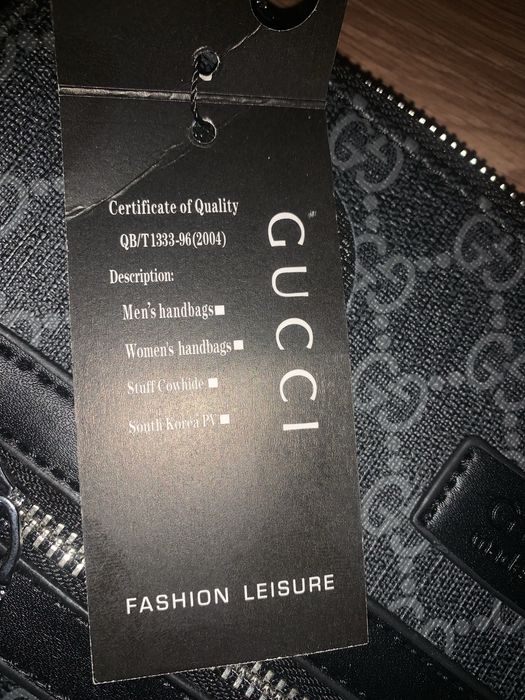 Certificate of Quality
QB/T1333-96(2004)
Description:
Men's handbags
Women's handbags
Stuff Cowhide
South Korea PV
GUCCI
FASHION LEISURE